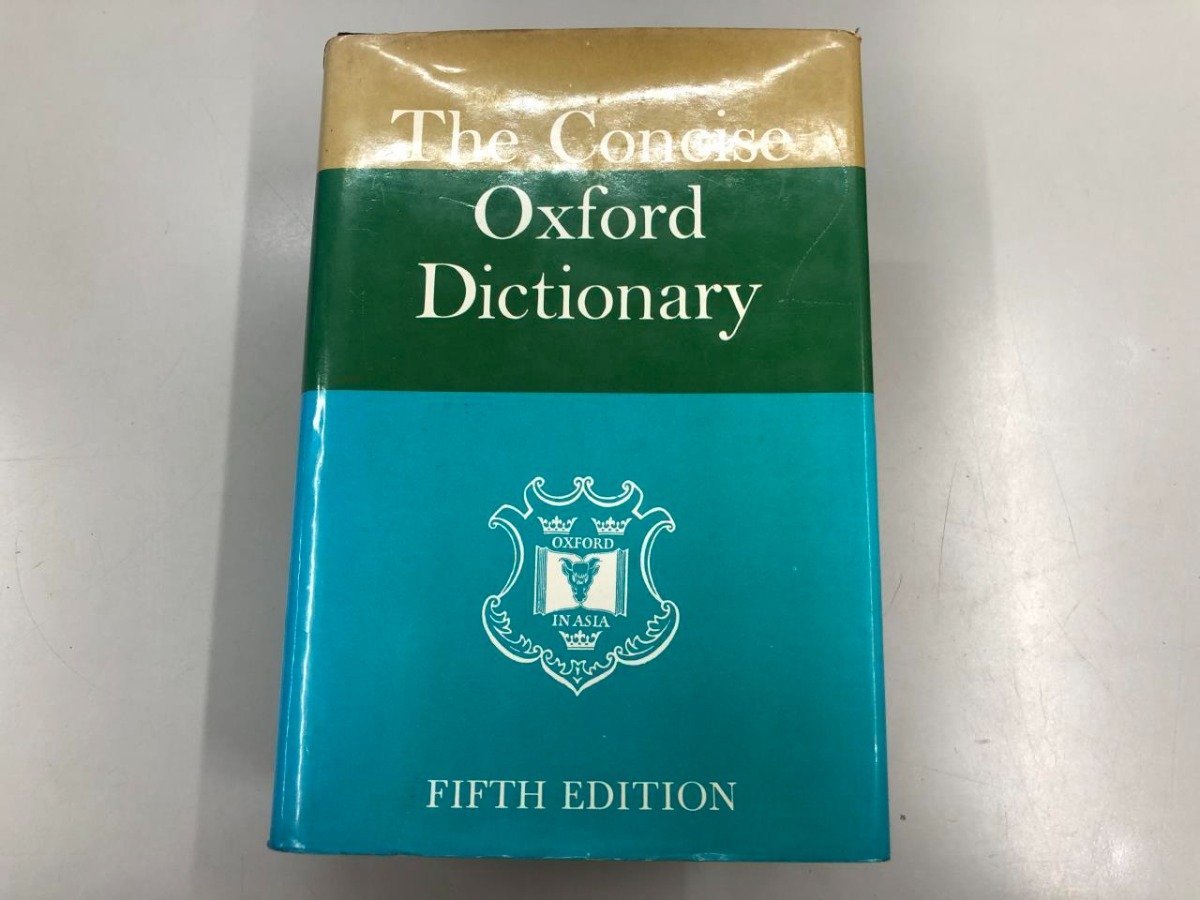 The Concise
Oxford
Dictionary
OXFORD
IN ASIA
FIFTH EDITION